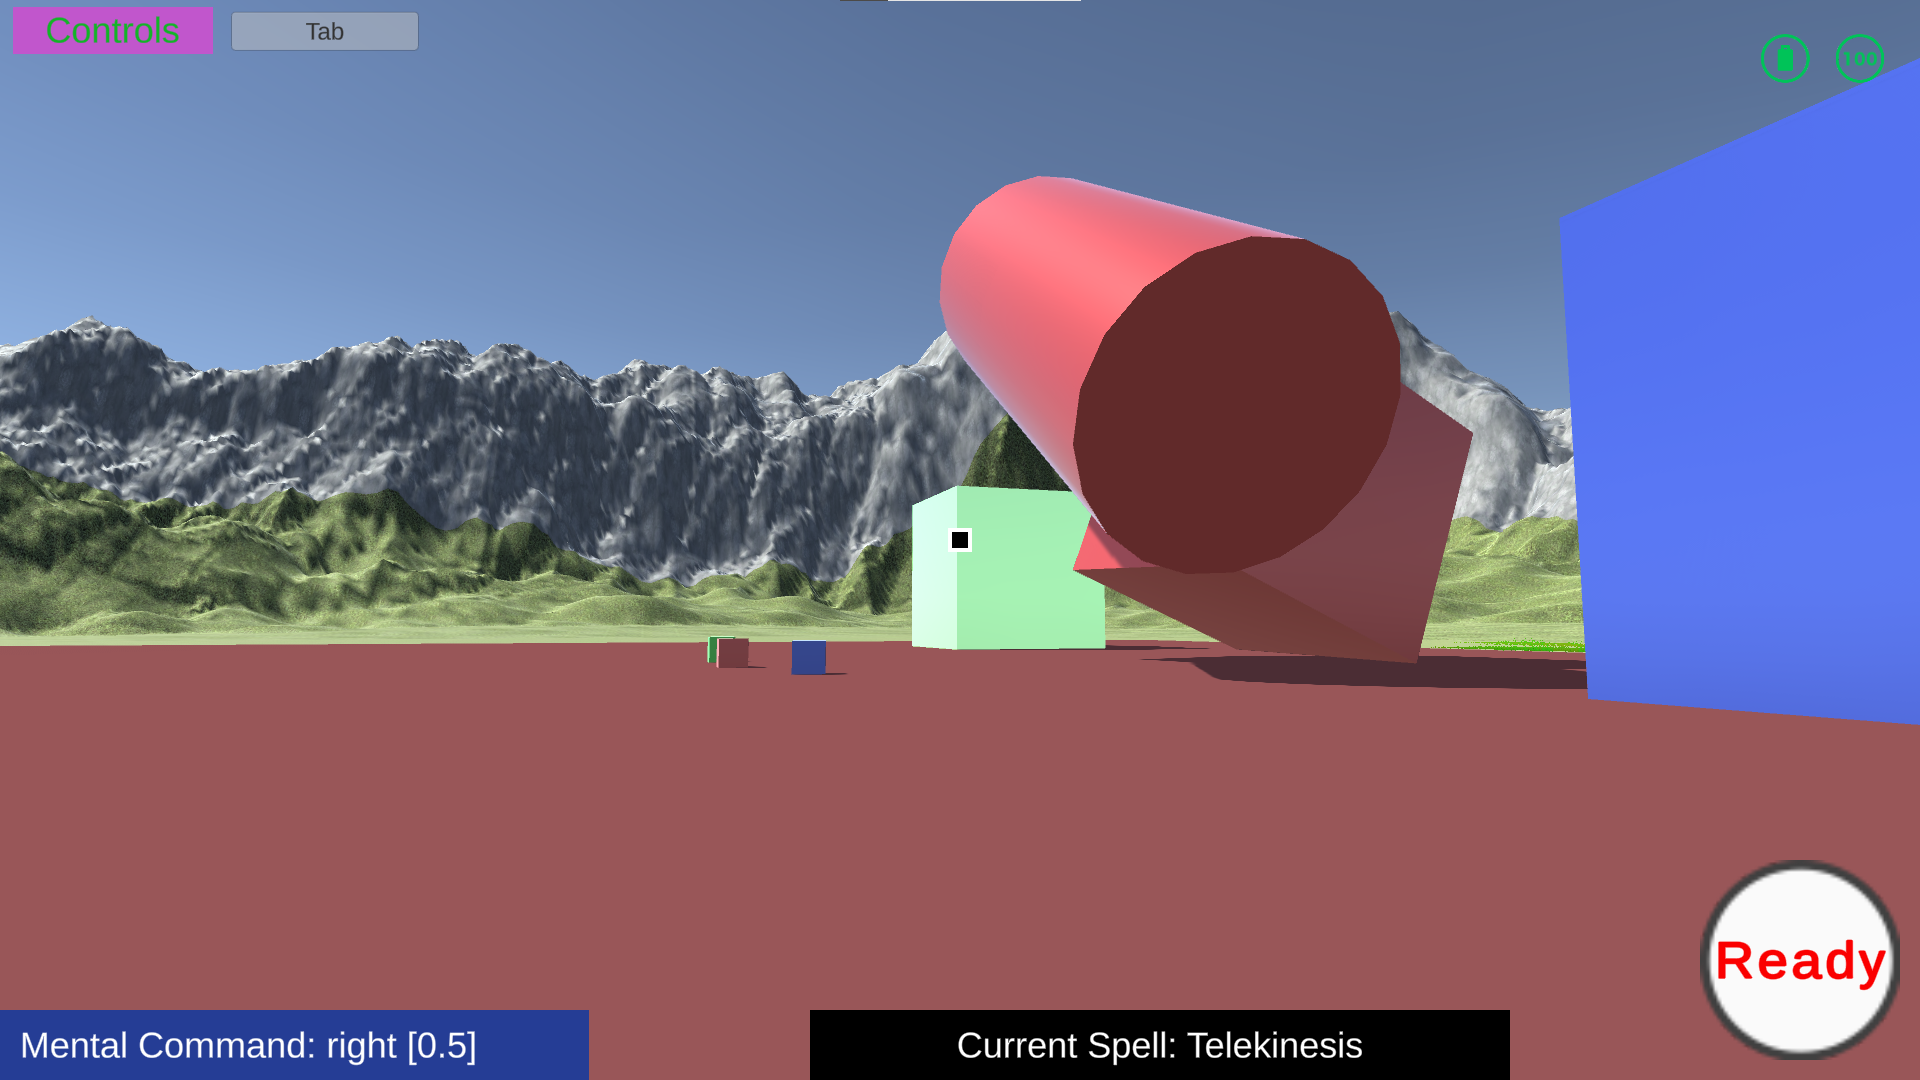 Controls
Tab
100
Ready
Mental Command: right [0.5]
Current Spell: Telekinesis